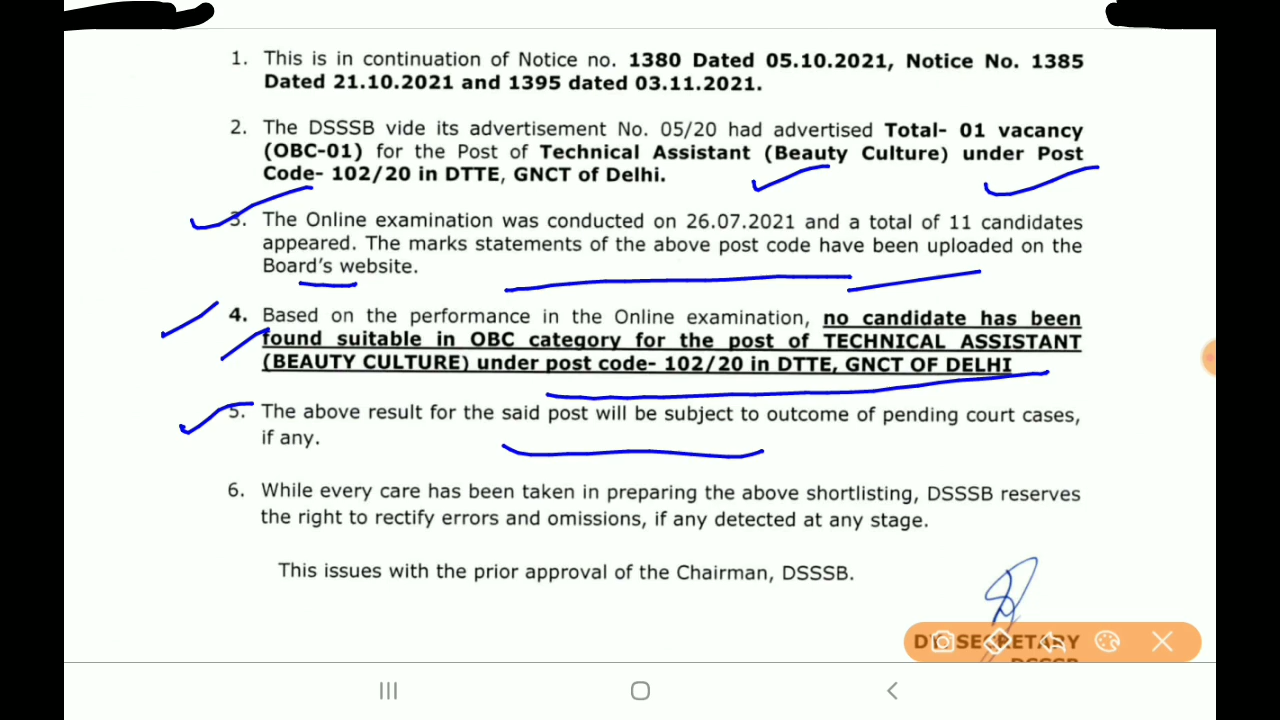 1. This is in continuation of Notice no. 1380 Dated 05.10.2021, Notice No. 1385
Dated 21.10.2021 and 1395 dated 03.11.2021.
2. The DSSSB vide its advertisement No. 05/20 had advertised Total- 01 vacancy
(OBC-01) for the Post of Technical Assistant (Beauty Culture) under Post
Code- 102/20 in DTTE, GNCT of Delhi.
3. The Online examination was conducted on 26.07.2021 and a total of 11 candidates
appeared. The marks statements of the above post code have been uploaded on the
Board's website.
4. Based on the performance in the Online examination, no candidate has been
found suitable in OBC category for the post of TECHNICAL ASSISTANT
(BEAUTY CULTURE) under post code- 102/20 in DTTE, GNCT OF DELHI
5. The above result for the said post will be subject to outcome of pending court cases,
if any.
6. While every care has been taken in preparing the above shortlisting, DSSSB reserves
the right to rectify errors and omissions, if any detected at any stage.
This issues with the prior approval of the Chairman, DSSSB.
DY. SECRETARY
DSSSB